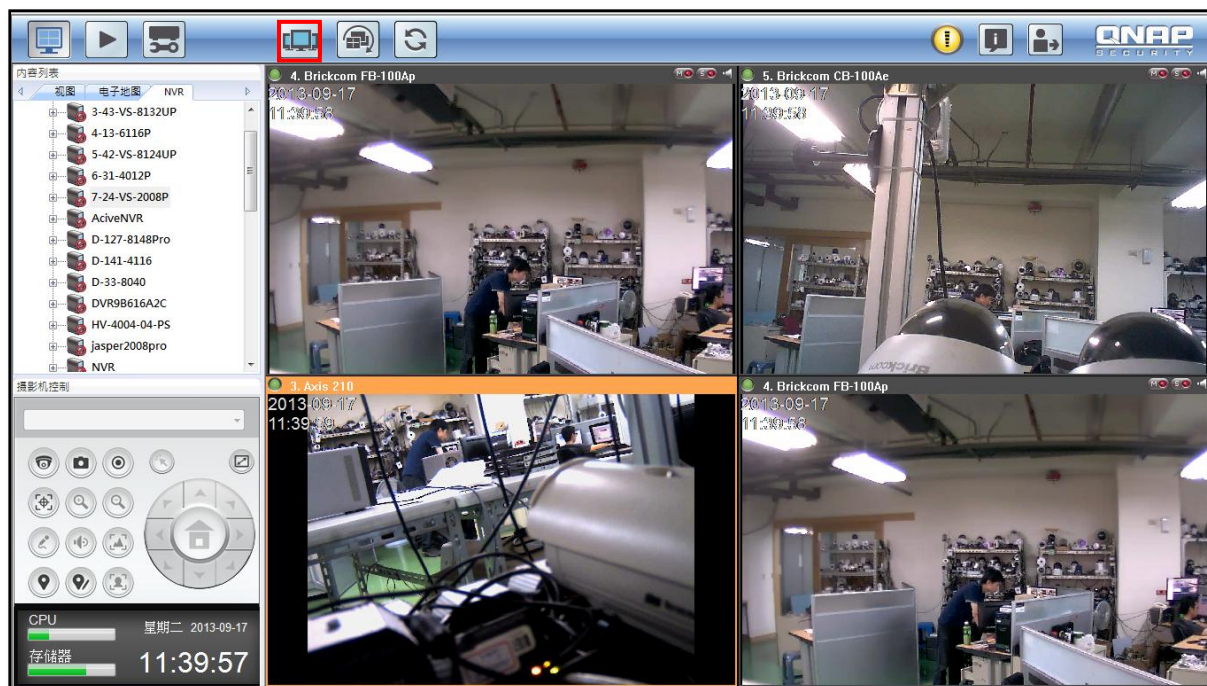 QNAP
SECURITY
内容列表
视图 电子地图 NVR
3-43-VS-8132UP
4-13-6116P
5-42-VS-8124UP
6-31-4012P
7-24-VS-2008P
AciveNVR
D-127-8148Pro
D-141-4116
D-33-8040
DVR9B616A2C
HV-4004-04-PS
jasper2008pro
NVR
摄影机控制
CPU
星期二 2013-09-17
存储器
11:39:57
4. Brickcom FB-100Ap
2013-09-17
11:39:58
5. Brickcom CB-100Ae
2013-09-17
11:39:58
Brickcom
3. Axis 210
2013-09-17
11:39:59
4. Brickcom FB-100Ap
2013-09-17
11:39:58